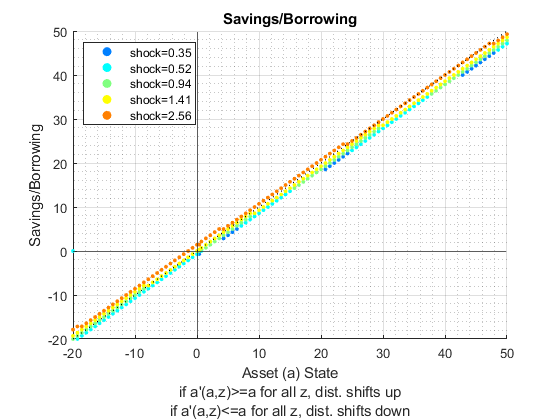 Savings/Borrowing
50
40
30
20
10
0
-10
-20
Savings/Borrowing
shock=0.35
shock=0.52
shock=0.94
shock=1.41
shock=2.56
-20 -10 0 10 20 30 40 50
Asset (a) State
if a'(a,z)>=a for all z, dist. shifts up
if a'(a,z)<=a for all z, dist. shifts down